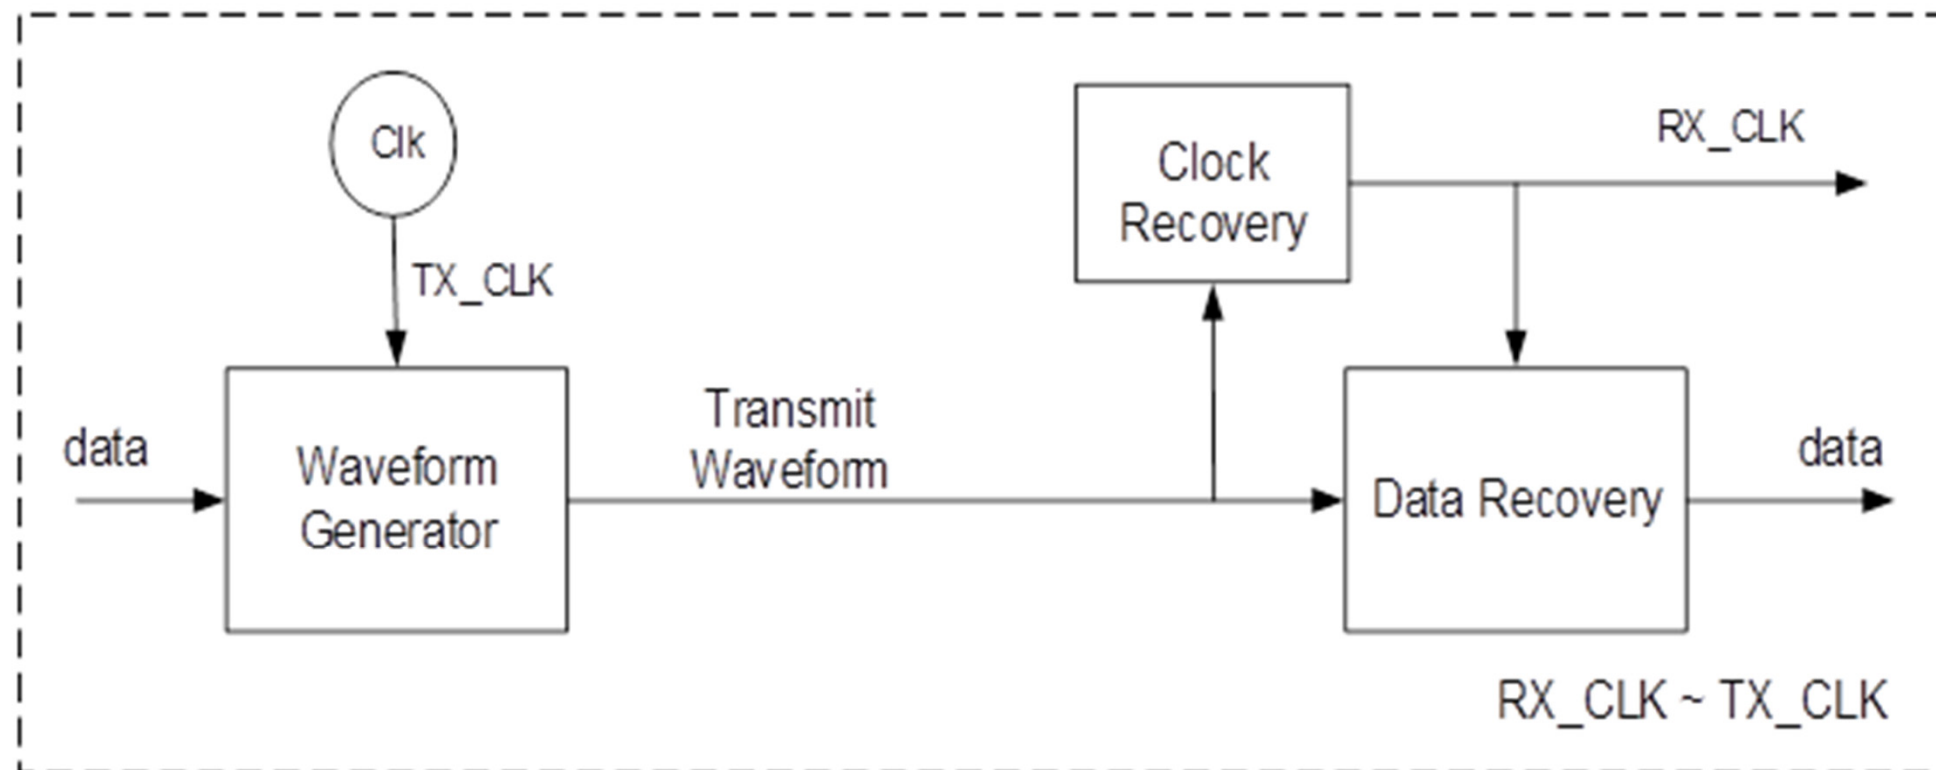 Clk
TX_CLK
Clock
Recovery
RX_CLK
data
Waveform
Generator
Transmit
Waveform
Data Recovery
data
RX_CLK ~ TX_CLK